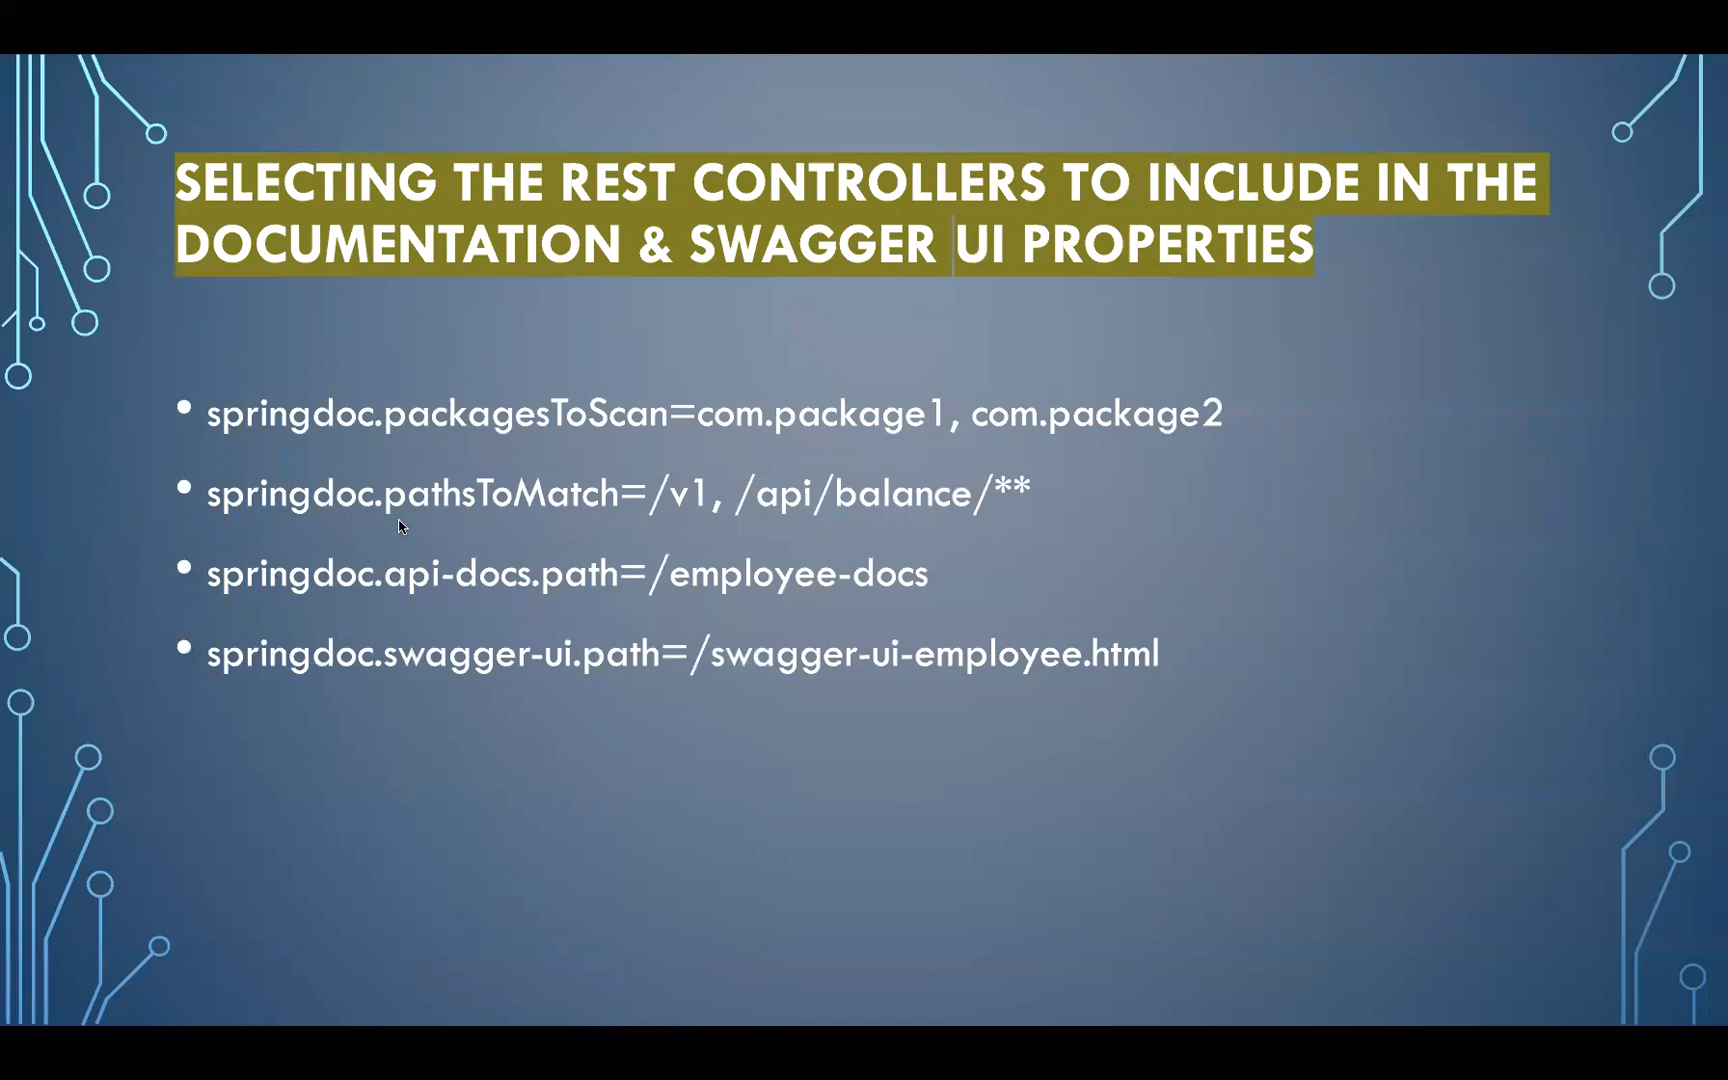 SELECTING THE REST CONTROLLERS TO INCLUDE IN THE
DOCUMENTATION & SWAGGER UI PROPERTIES
• springdoc.packagesToScan=com.package1, com.package2
• springdoc.pathsToMatch=/v1, /api/balance/**
• springdoc.api-docs.path=/employee-docs
• springdoc.swagger-ui.path=/swagger-ui-employee.html